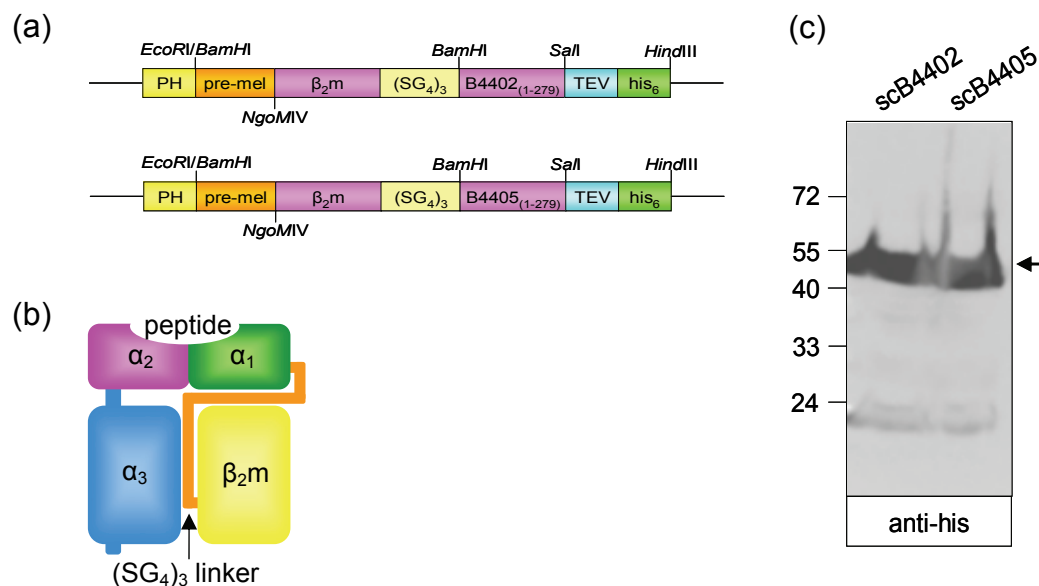 (a)
EcoRI/BamHI BamHI SalI HindIII
PH pre-mel β₂m (SG₄)₃ B4402₍₁₋₂₇₉₎ TEV his₆
NgoMIV
EcoRI/BamHI BamHI SalI HindIII
PH pre-mel β₂m (SG₄)₃ B4405₍₁₋₂₇₉₎ TEV his₆
NgoMIV
(b)
peptide
α₂ α₁
α₃ β₂m
(SG₄)₃ linker
(c)
scB4402 scB4405
72
55
40
33
24
anti-his